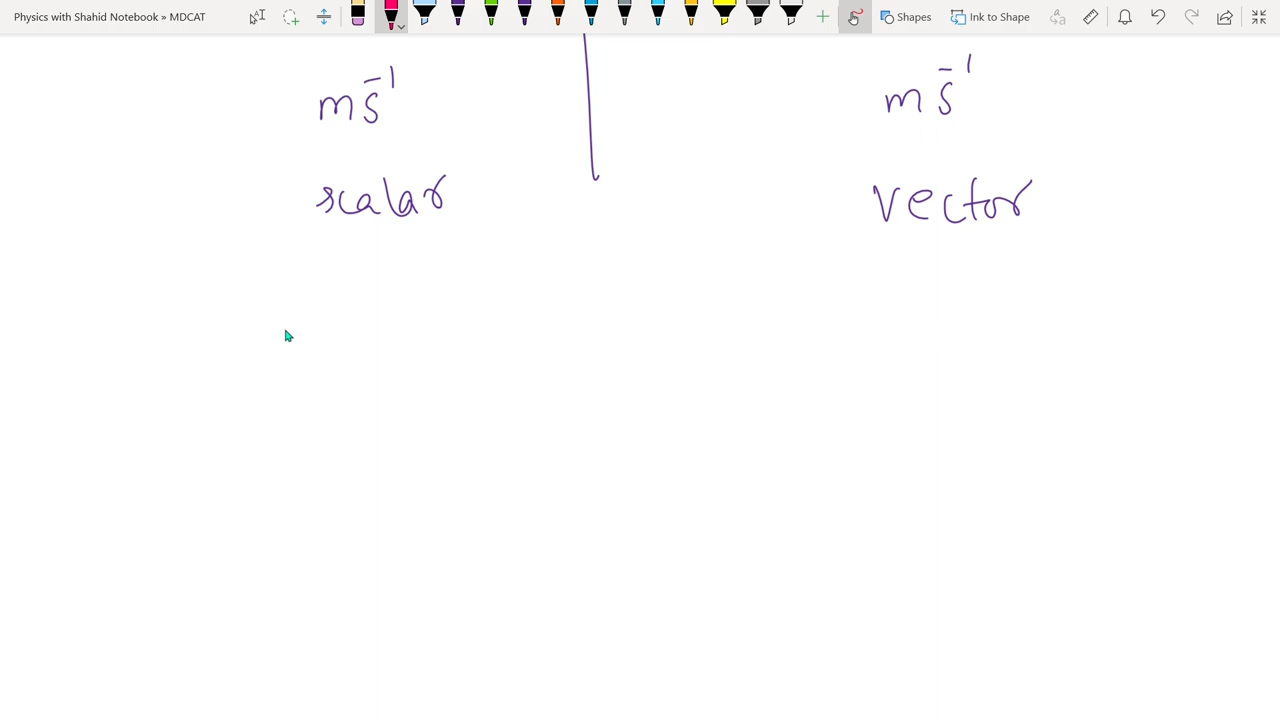 Physics with Shahid Notebook » MDCAT
Shapes
Ink to Shape
ms⁻¹
ms⁻¹
scalar
vector